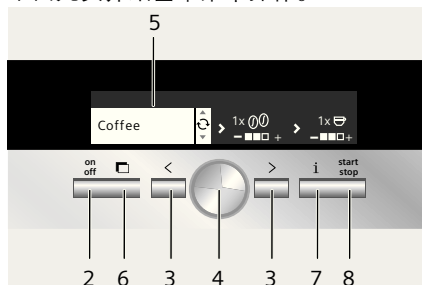 5
Coffee
1x
1x
− +
− +
on
off
<
>
i
start
stop
2 6 3 4 3 7 8